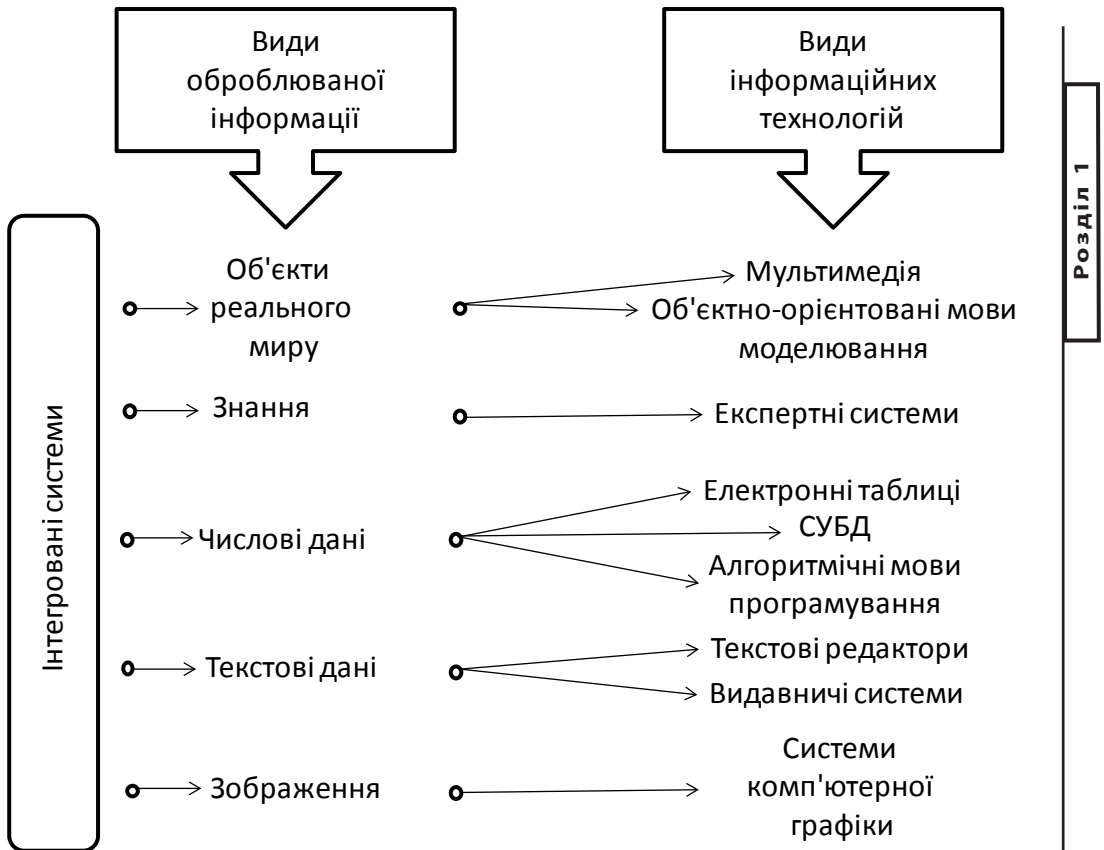 Види
оброблюваної
інформації
Види
інформаційних
технологій
Розділ 1
Інтегровані системи
Об'єкти
реального
миру
Мультимедія
Об'єктно-орієнтовані мови
моделювання
Знання
Експертні системи
Числові дані
Електронні таблиці
СУБД
Алгоритмічні мови
програмування
Текстові дані
Текстові редактори
Видавничі системи
Зображення
Системи
комп'ютерної
графіки